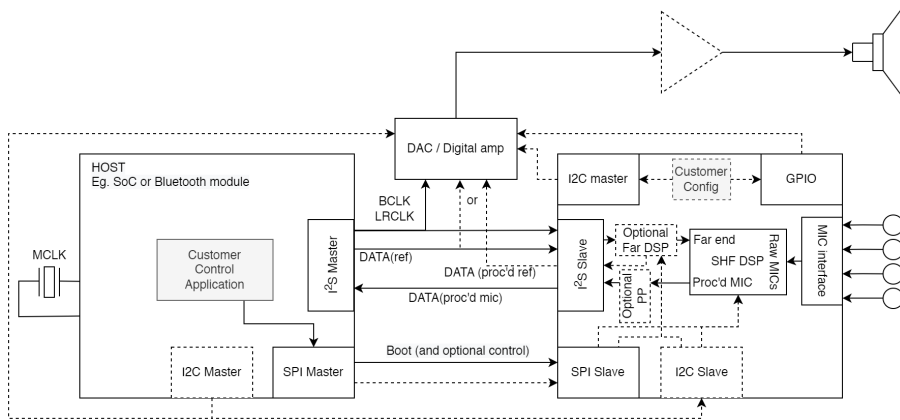 DAC / Digital amp
HOST
Eg. SoC or Bluetooth module
I2C master
Customer
Config
GPIO
BCLK
LRCLK
or
MCLK
Customer
Control
Application
I²S Master
DATA(ref)
DATA (proc'd ref)
DATA(proc'd mic)
I²S Slave
Optional
Far DSP
Optional
PP
Far end
SHF DSP
Proc'd MIC
Raw MICs
MIC interface
I2C Master
SPI Master
Boot (and optional control)
SPI Slave
I2C Slave